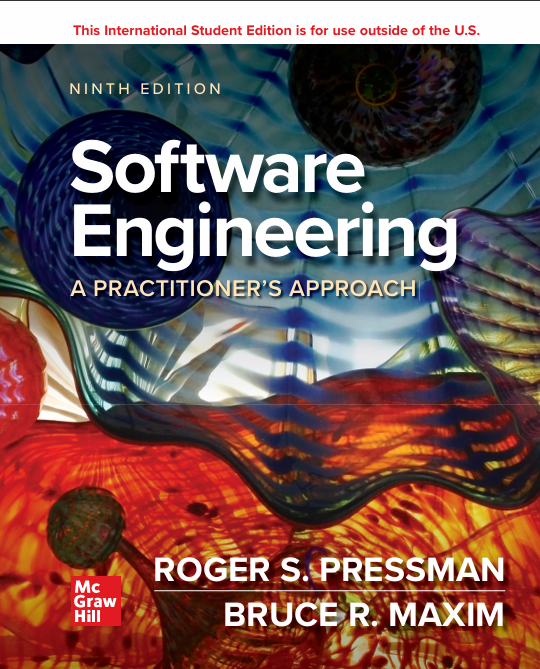 This International Student Edition is for use outside of the U.S.
NINTH EDITION
Software
Engineering
A PRACTITIONER'S APPROACH
ROGER S. PRESSMAN
BRUCE R. MAXIM
Mc
Graw
Hill